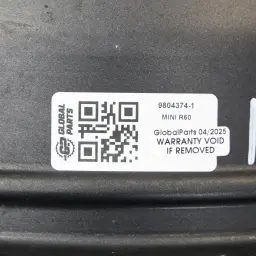 GLOBAL
PARTS
9804374-1
MINI R60
GlobalParts 04/2025
WARRANTY VOID
IF REMOVED